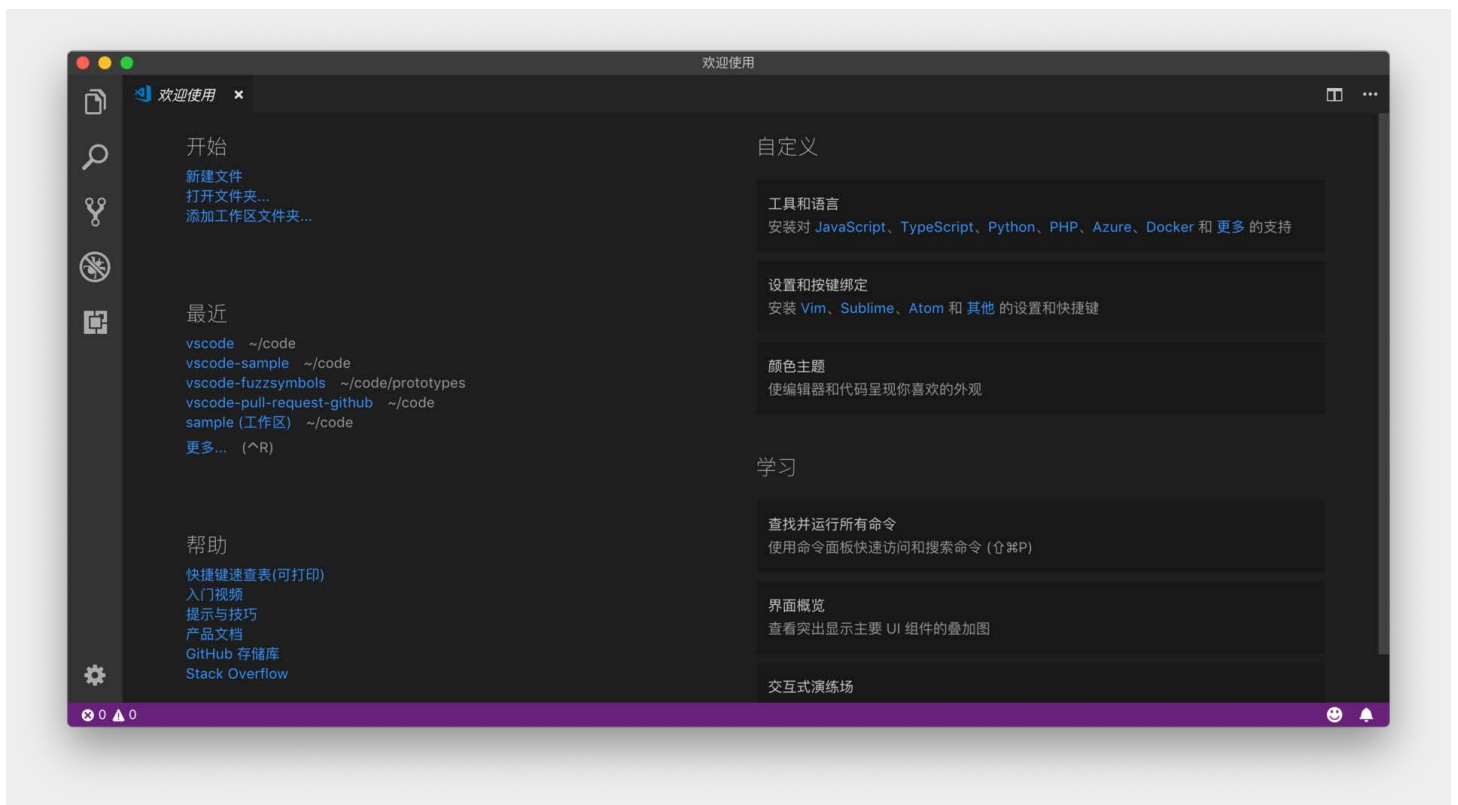 欢迎使用
欢迎使用
开始
新建文件
打开文件夹...
添加工作区文件夹...
最近
vscode ~/code
vscode-sample ~/code
vscode-fuzzsymbols ~/code/prototypes
vscode-pull-request-github ~/code
sample (工作区) ~/code
更多... (^R)
帮助
快捷键速查表(可打印)
入门视频
提示与技巧
产品文档
GitHub 存储库
Stack Overflow
自定义
工具和语言
安装对 JavaScript、TypeScript、Python、PHP、Azure、Docker 和 更多 的支持
设置和按键绑定
安装 Vim、Sublime、Atom 和 其他 的设置和快捷键
颜色主题
使编辑器和代码呈现你喜欢的外观
学习
查找并运行所有命令
使用命令面板快速访问和搜索命令 (⇧⌘P)
界面概览
查看突出显示主要 UI 组件的叠加图
交互式演练场
0 0